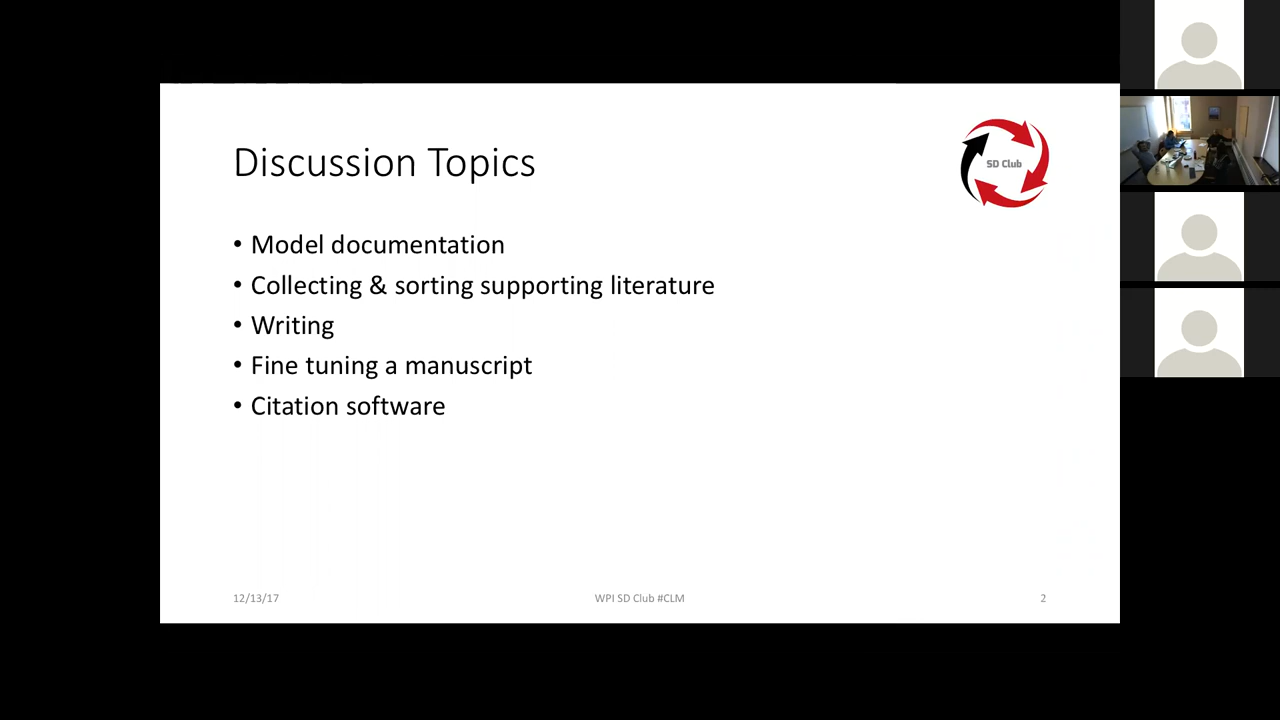 Discussion Topics
SD Club
• Model documentation
• Collecting & sorting supporting literature
• Writing
• Fine tuning a manuscript
• Citation software
12/13/17
WPI SD Club #CLM
2